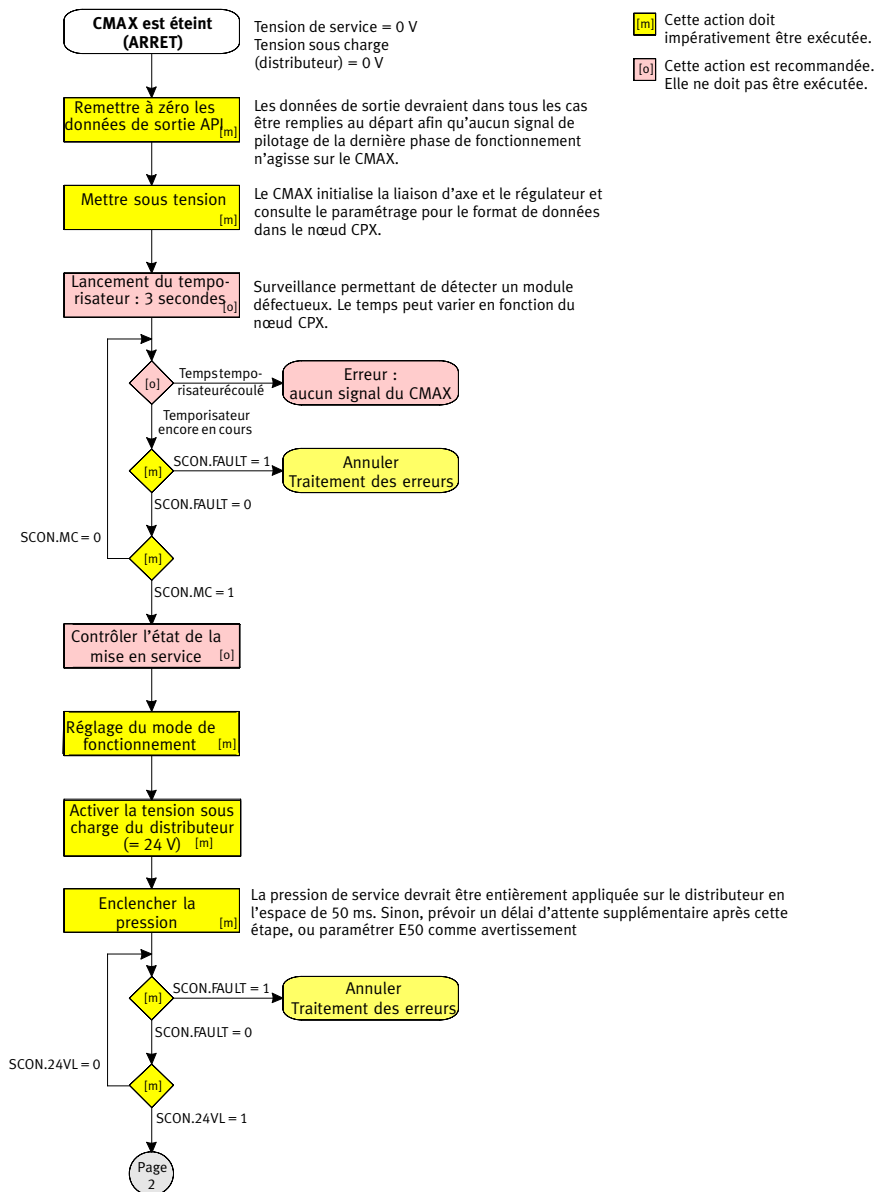 CMAX est éteint
(ARRET)
Tension de service = 0 V
Tension sous charge
(distributeur) = 0 V
[m]
Cette action doit
impérativement être exécutée.
[o]
Cette action est recommandée.
Elle ne doit pas être exécutée.
Remettre à zéro les
données de sortie API
[m]
Les données de sortie devraient dans tous les cas
être remplies au départ afin qu'aucun signal de
pilotage de la dernière phase de fonctionnement
n'agisse sur le CMAX.
Mettre sous tension
[m]
Le CMAX initialise la liaison d'axe et le régulateur et
consulte le paramétrage pour le format de données
dans le nœud CPX.
Lancement du tempo-
risateur : 3 secondes
[o]
Surveillance permettant de détecter un module
défectueux. Le temps peut varier en fonction du
nœud CPX.
[o]
Temps tempo-
risateur écoulé
Erreur :
aucun signal du CMAX
Temporisateur
encore en cours
[m]
SCON.FAULT = 1
Annuler
Traitement des erreurs
SCON.FAULT = 0
SCON.MC = 0
[m]
SCON.MC = 1
Contrôler l'état de la
mise en service [o]
Réglage du mode de
fonctionnement [m]
Activer la tension sous
charge du distributeur
(= 24 V) [m]
Enclencher la
pression [m]
La pression de service devrait être entièrement appliquée sur le distributeur en
l'espace de 50 ms. Sinon, prévoir un délai d'attente supplémentaire après cette
étape, ou paramétrer E50 comme avertissement
[m]
SCON.FAULT = 1
Annuler
Traitement des erreurs
SCON.FAULT = 0
SCON.24VL = 0
[m]
SCON.24VL = 1
Page
2